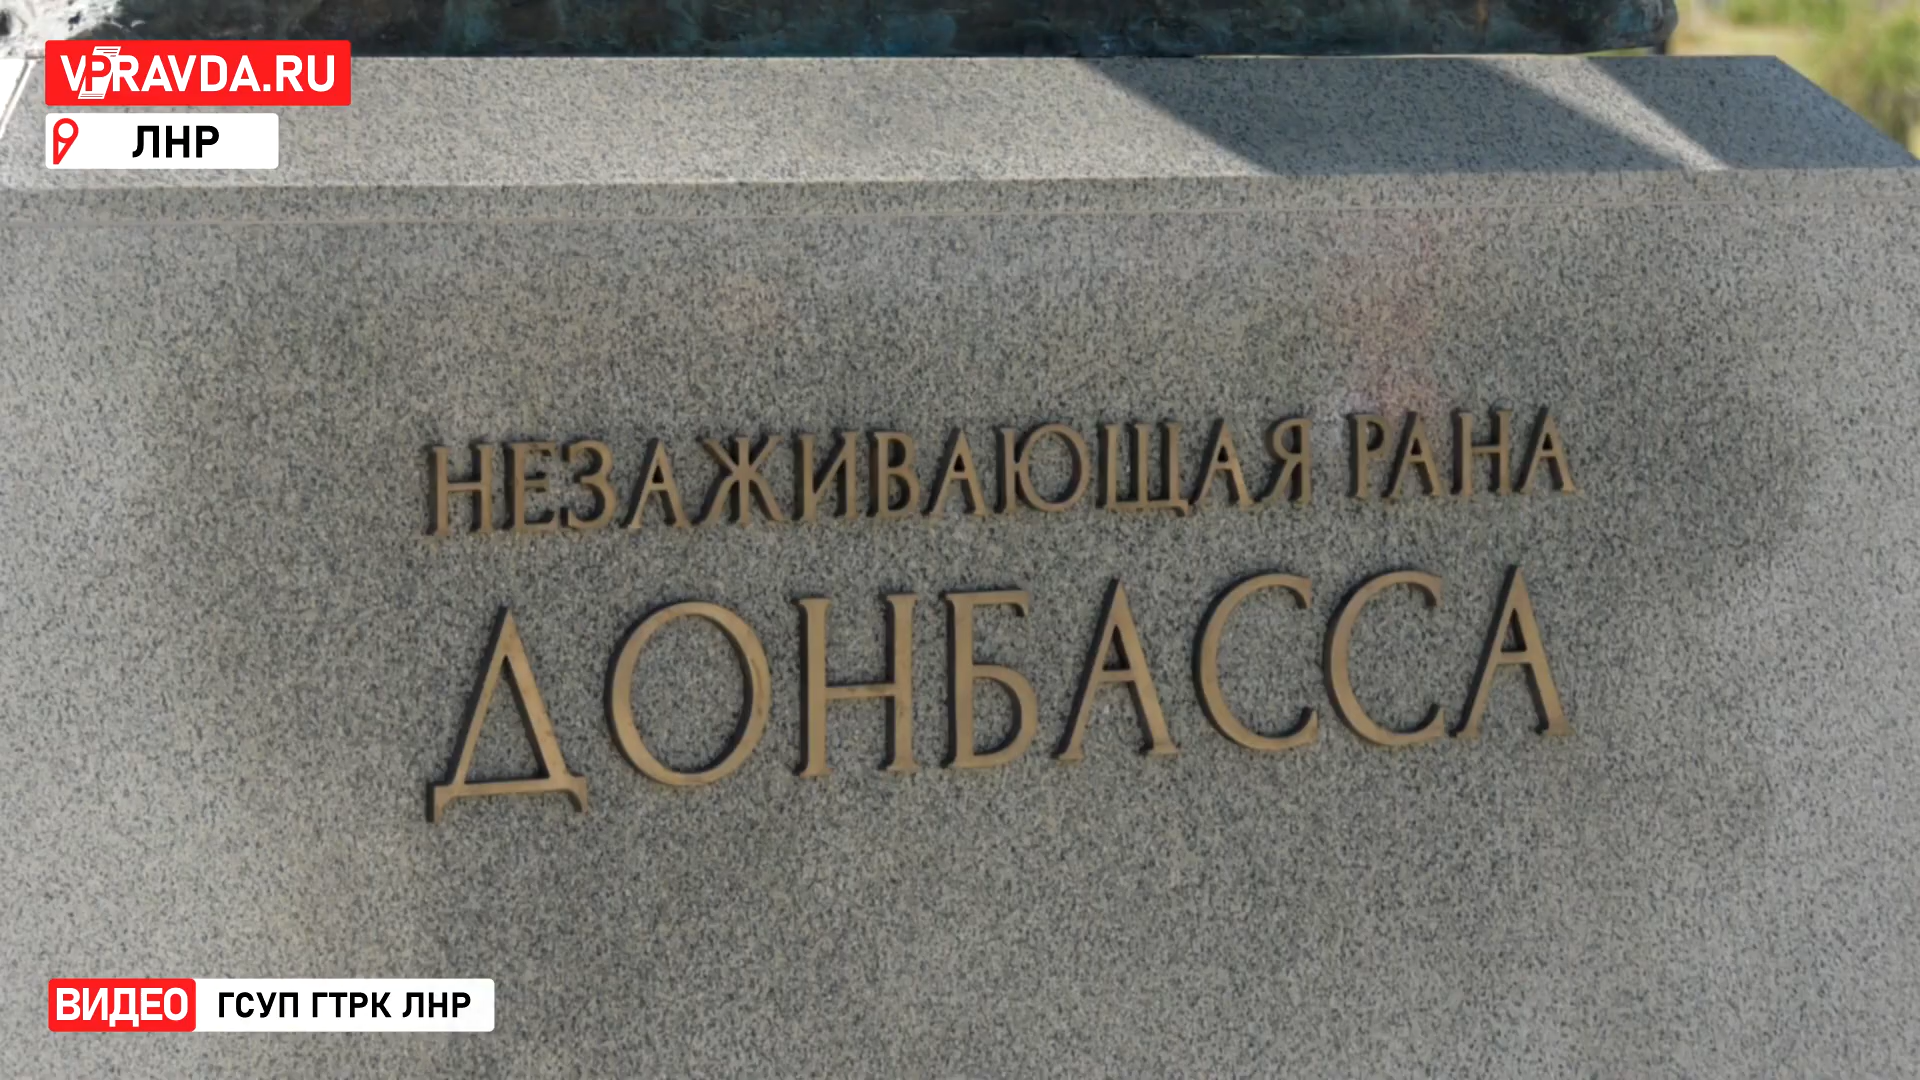 VPRAVDA.RU
ЛНР
НЕЗАЖИВАЮЩАЯ РАНА
ДОНБАССА
ВИДЕО ГСУП ГТРК ЛНР